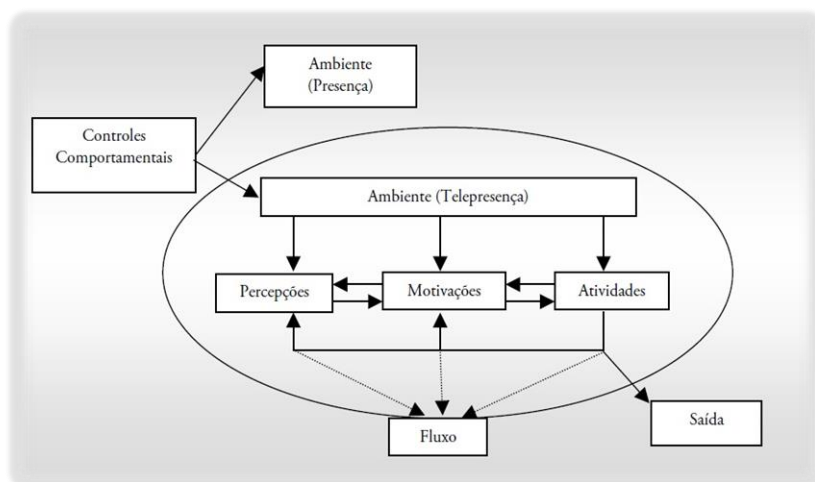 Ambiente
(Presença)
Controles
Comportamentais
Ambiente (Telepresença)
Percepções
Motivações
Atividades
Fluxo
Saída